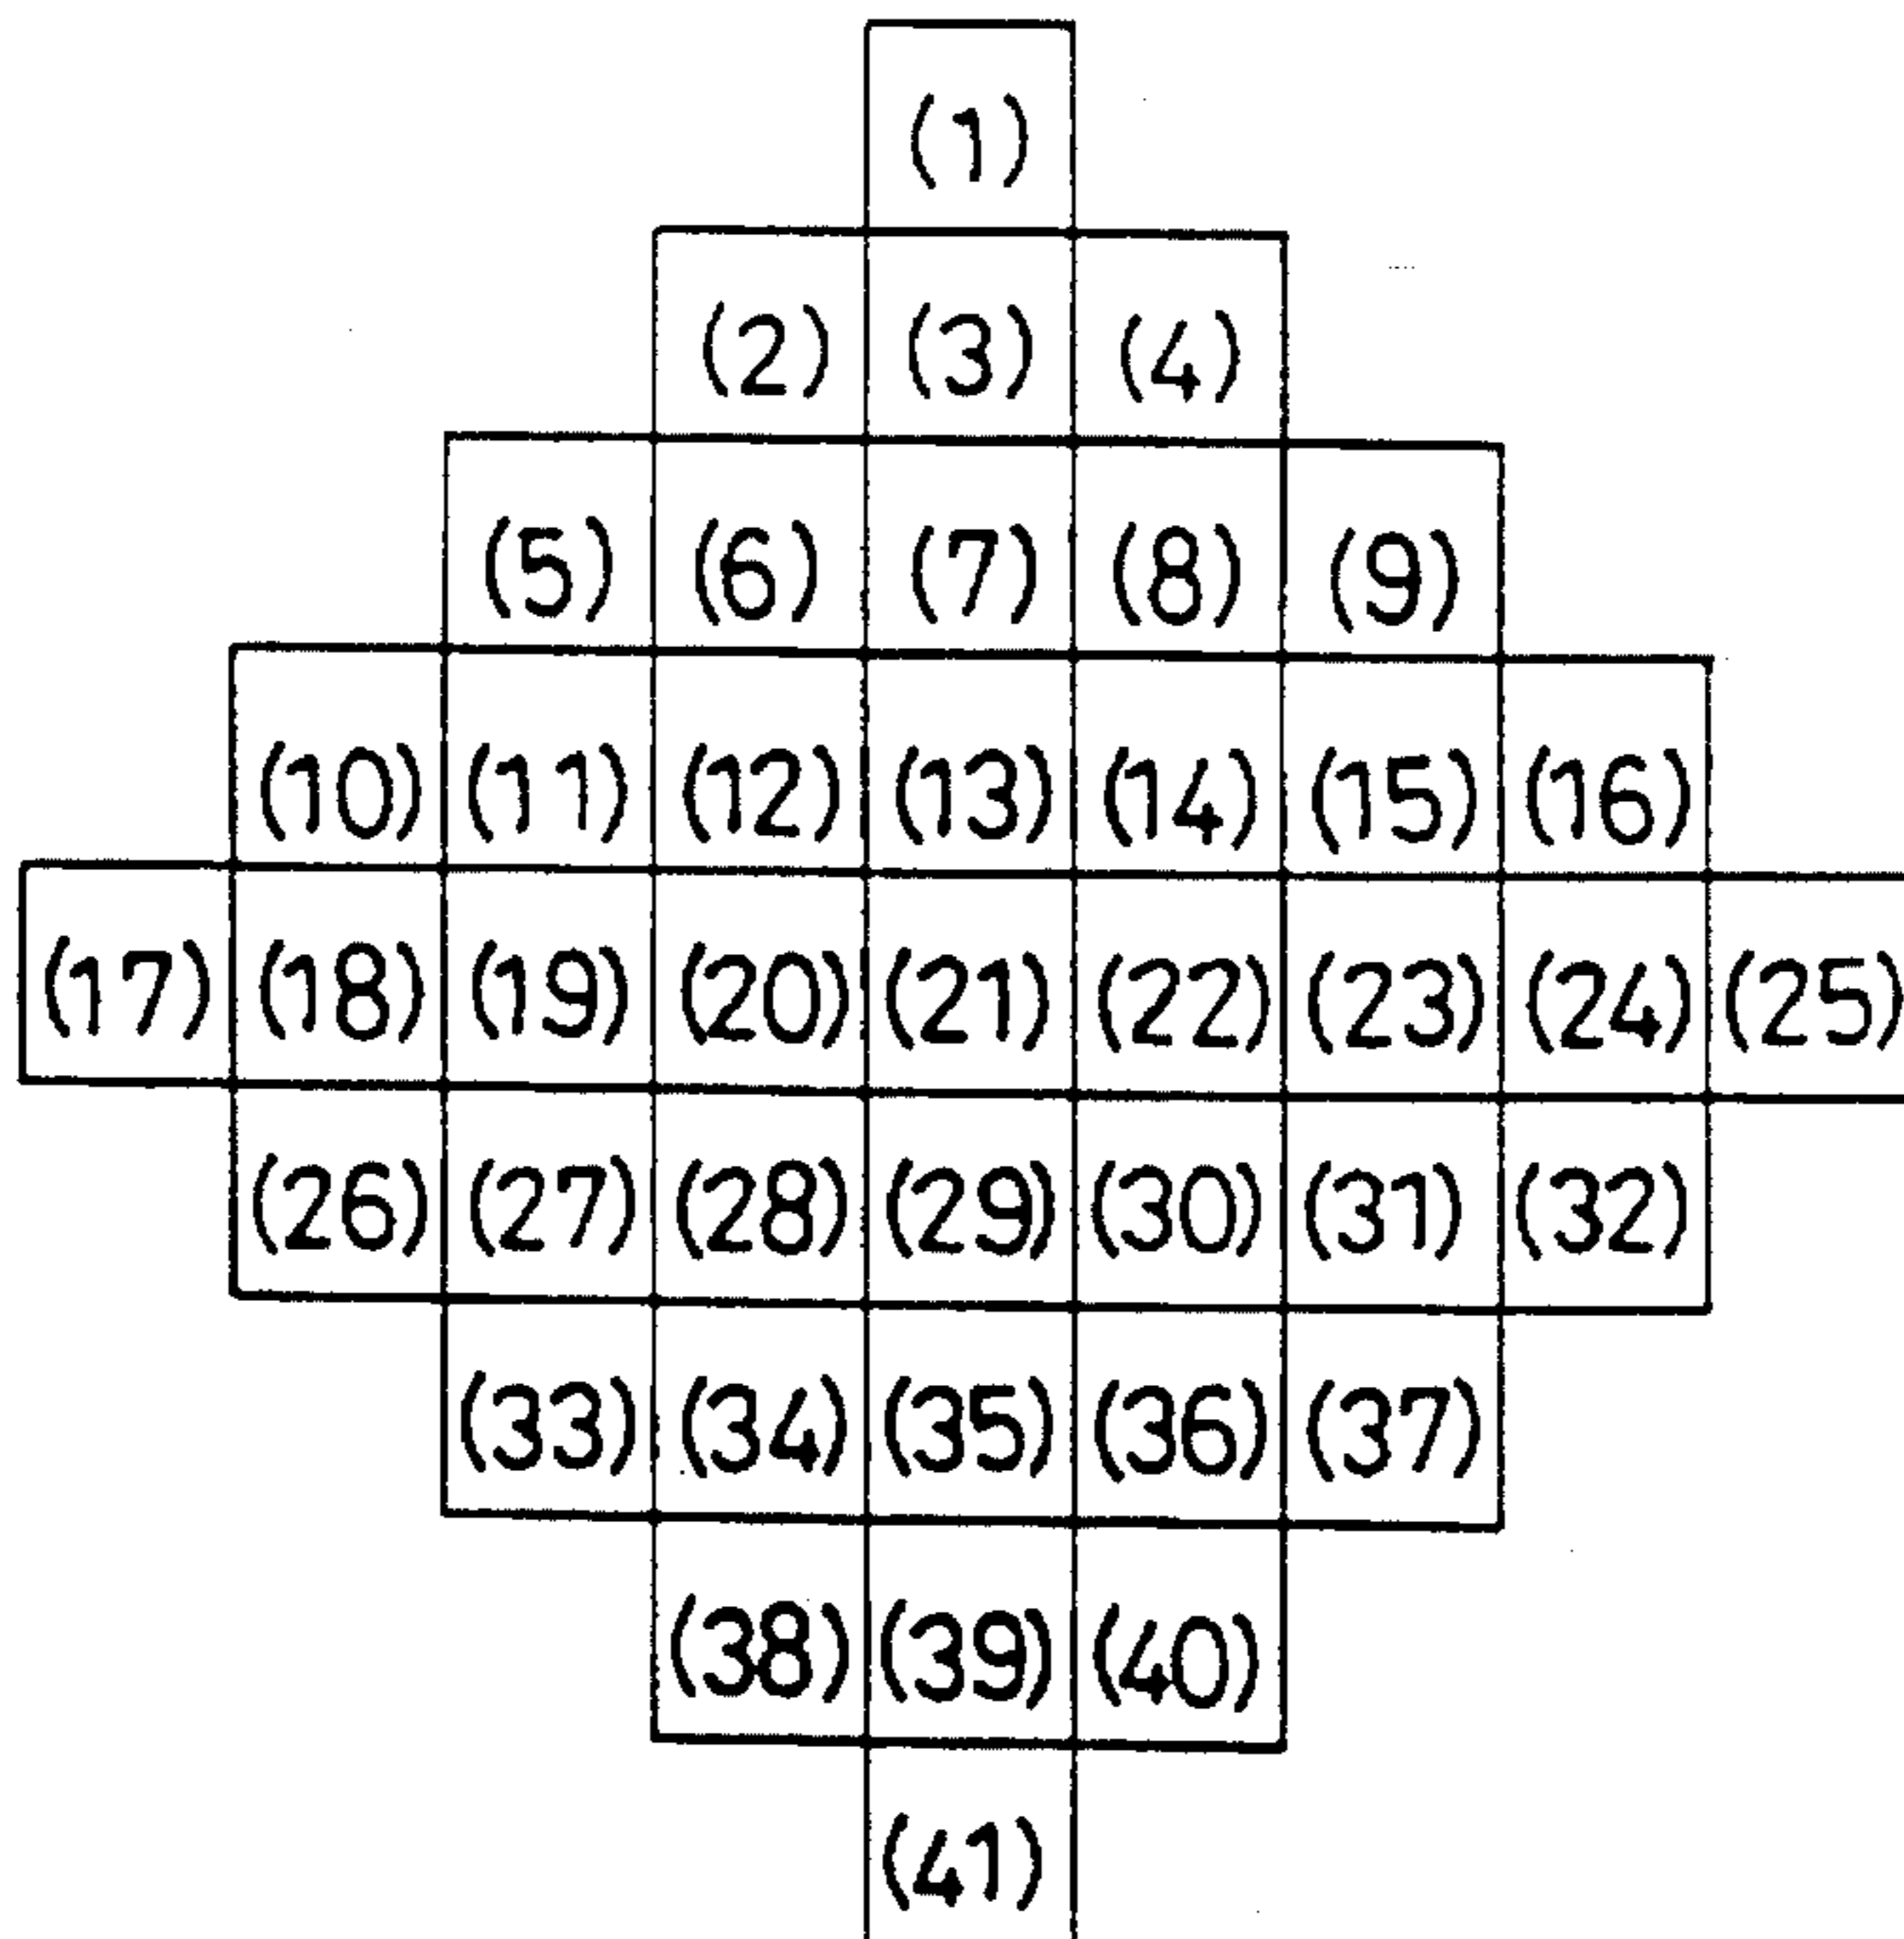 (1)
(2) (3) (4)
(5) (6) (7) (8) (9)
(10) (11) (12) (13) (14) (15) (16)
(17) (18) (19) (20) (21) (22) (23) (24) (25)
(26) (27) (28) (29) (30) (31) (32)
(33) (34) (35) (36) (37)
(38) (39) (40)
(41)